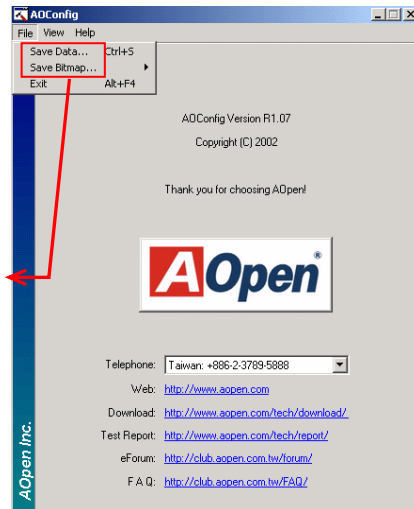 AOConfig
File View Help
Save Data... Ctrl+S
Save Bitmap...
Exit Alt+F4
AOConfig Version R1.07
Copyright (C) 2002
Thank you for choosing AOpen!
AOpen®
Telephone: Taiwan: +886-2-3789-5888
Web: http://www.aopen.com
Download: http://www.aopen.com/tech/download/
Test Report: http://www.aopen.com/tech/report/
eForum: http://club.aopen.com.tw/forum/
F A Q: http://club.aopen.com.tw/FAQ/
AOpen Inc.